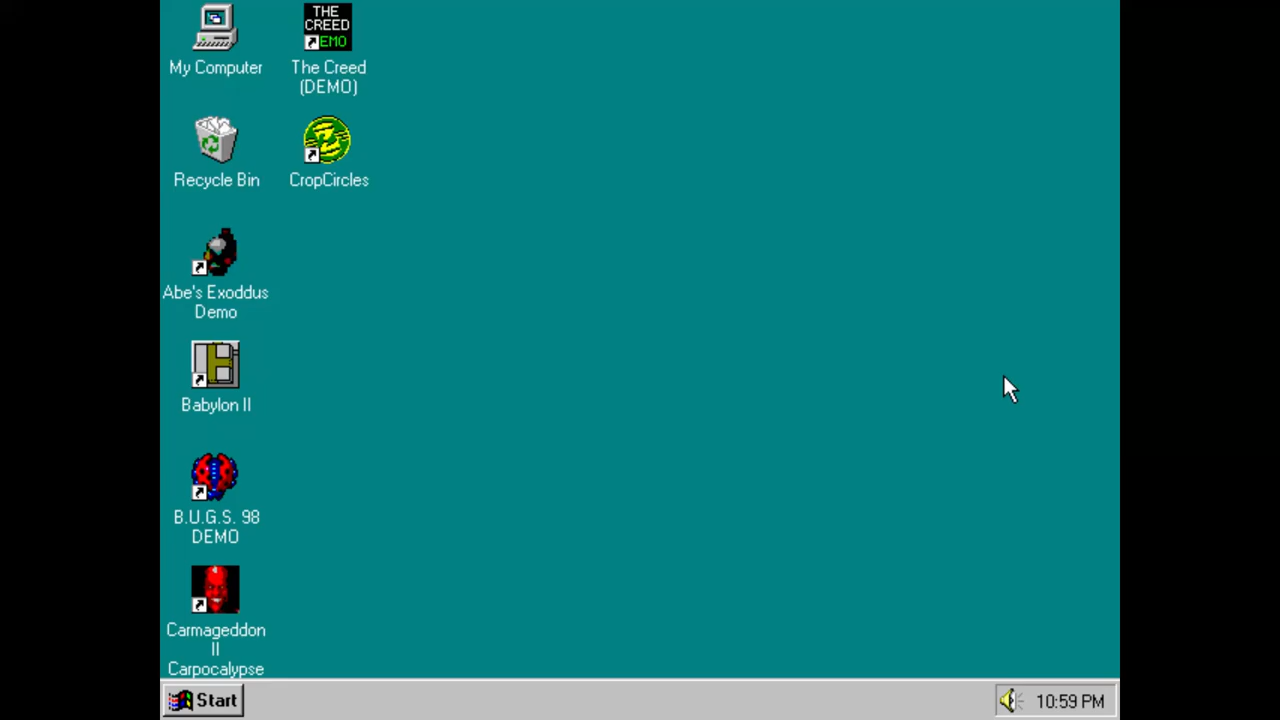 My Computer
Recycle Bin
Abe's Exoddus
Demo
Babylon II
B.U.G.S. 98
DEMO
Carmageddon
II
Carpocalypse
THE
CREED
EMO
The Creed
(DEMO)
CropCircles
Start
10:59 PM